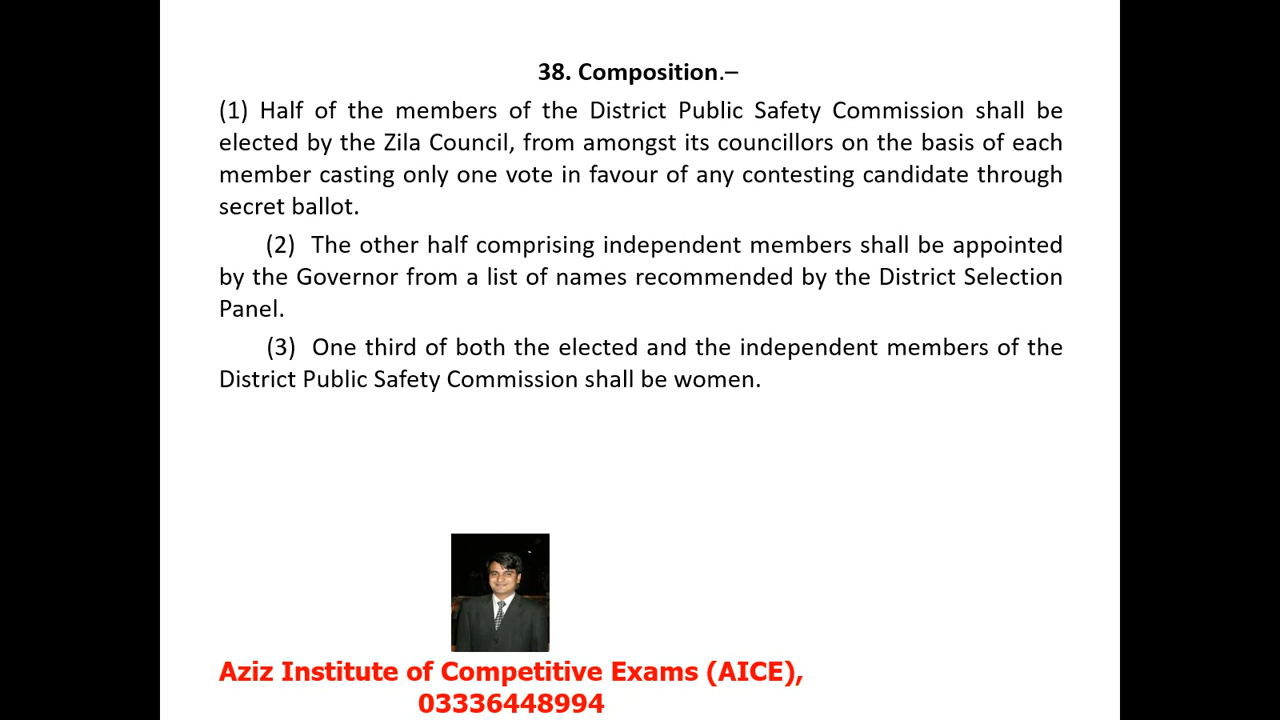 38. Composition.–
(1) Half of the members of the District Public Safety Commission shall be
elected by the Zila Council, from amongst its councillors on the basis of each
member casting only one vote in favour of any contesting candidate through
secret ballot.
(2) The other half comprising independent members shall be appointed
by the Governor from a list of names recommended by the District Selection
Panel.
(3) One third of both the elected and the independent members of the
District Public Safety Commission shall be women.
Aziz Institute of Competitive Exams (AICE),
03336448994